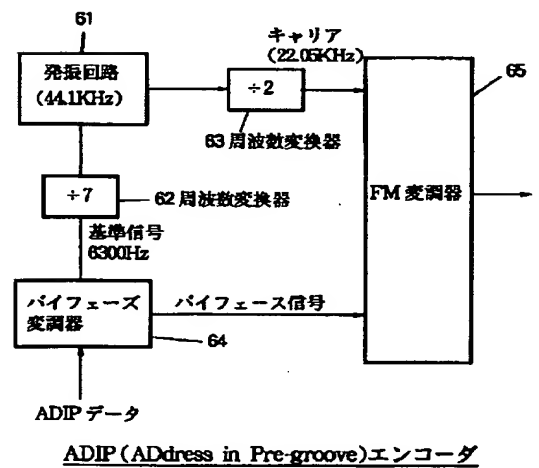 61
発振回路
(44.1KHz)
キャリア
(22.05KHz)
÷2
63 周波数変換器
65
÷7
62 周波数変換器
基準信号
6300Hz
FM 変調器
バイフェーズ
変調器
バイフェース信号
64
ADIP データ
ADIP (ADdress in Pre-groove)エンコーダ